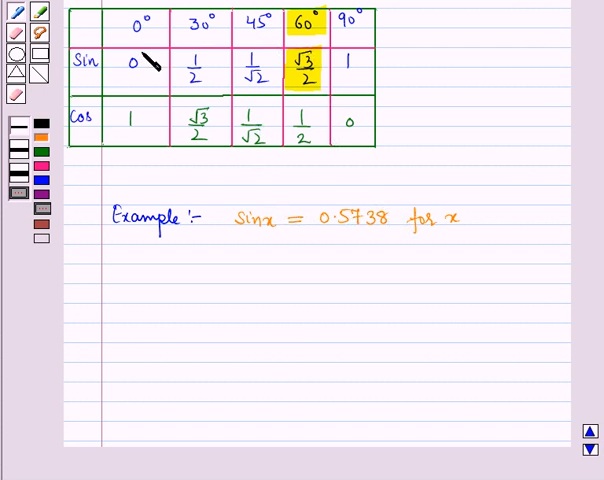 0° 30° 45° 60° 90°
Sin 0 1/2 1/√2 √3/2 1
Cos 1 √3/2 1/√2 1/2 0
Example :- sinx = 0.5738 for x